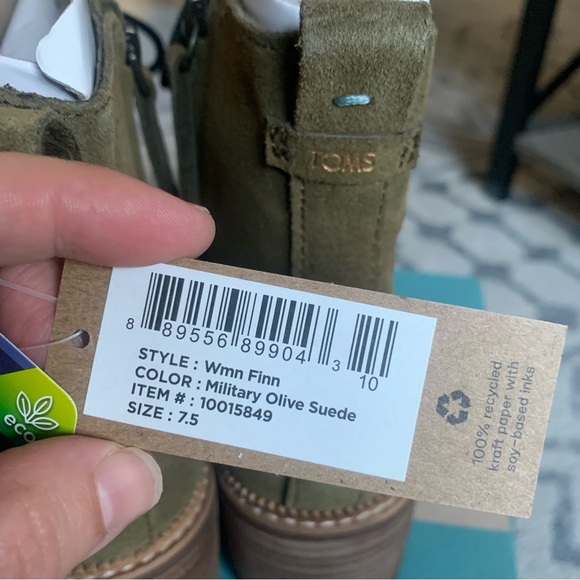 TOMS
8 89556 89904 3 10
STYLE : Wmn Finn
COLOR : Military Olive Suede
ITEM # : 10015849
SIZE : 7.5
100% recycled
kraft paper with
soy-based inks
eco